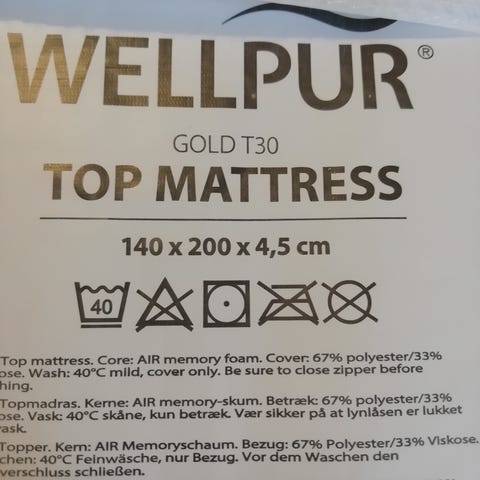 WELLPUR®
GOLD T30
TOP MATTRESS
140 x 200 x 4,5 cm
40
Top mattress. Core: AIR memory foam. Cover: 67% polyester/33%
ose. Wash: 40°C mild, cover only. Be sure to close zipper before
hing.
Topmadras. Kerne: AIR memory-skum. Betræk: 67% polyester/33%
ose. Vask: 40°C skåne, kun betræk. Vær sikker på at lynlåsen er lukket
vask.
Topper. Kern: AIR Memoryschaum. Bezug: 67% Polyester/33% Viskose.
chen: 40°C Feinwäsche, nur Bezug. Vor dem Waschen den
verschluss schließen.